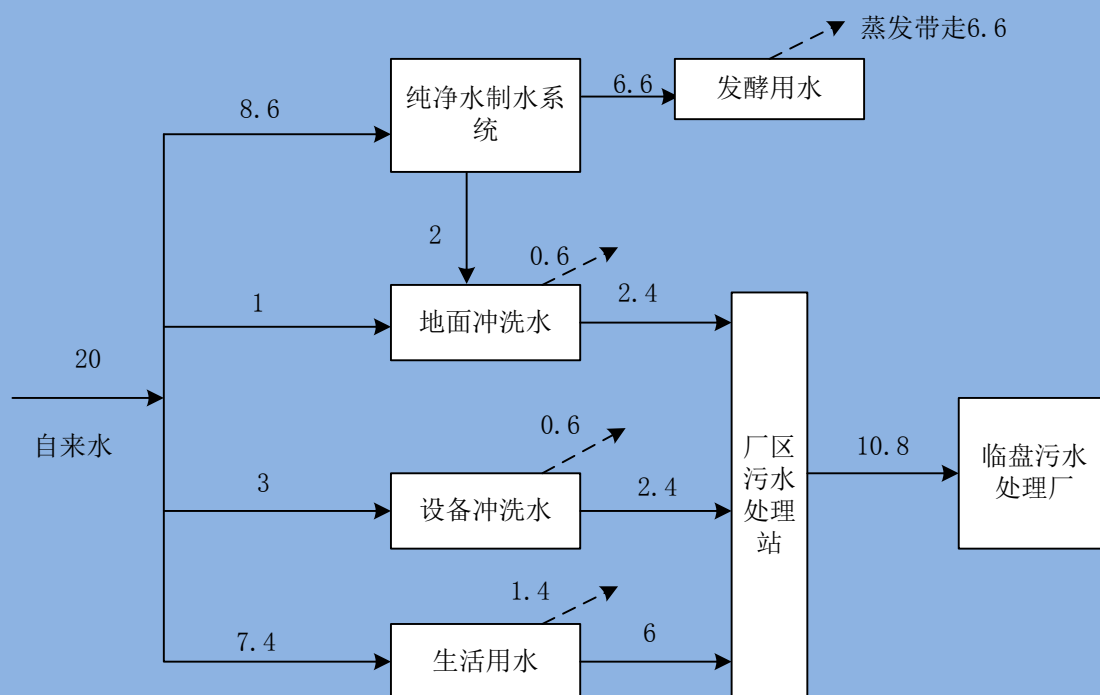 蒸发带走6.6
纯净水制水系
统
6.6
发酵用水
8.6
2
0.6
1
地面冲洗水
2.4
20
自来水
0.6
3
设备冲洗水
2.4
厂区
污水
处理
站
10.8
临盘污水
处理厂
1.4
7.4
生活用水
6